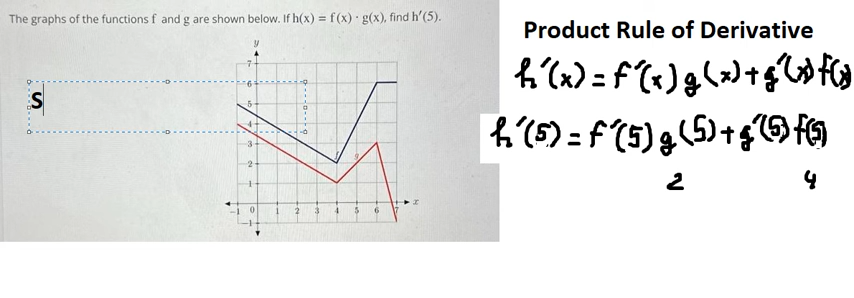 The graphs of the functions f and g are shown below. If h(x) = f(x) · g(x), find h′(5).
Product Rule of Derivative
h′(x) = f′(x) g(x) + g′(x) f(x)
h′(5) = f′(5) g(5) + g′(5) f(5)
2 4
S
y
7
6
5
4
3
2
1
-1 0 1 2 3 4 5 6 7 x
-1
g